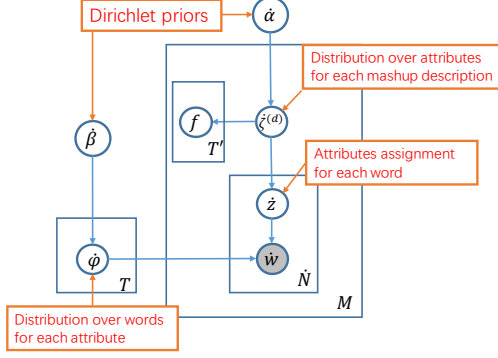 Dirichlet priors
α̇
Distribution over attributes
for each mashup description
f
ζ̇⁽ᵈ⁾
T′
β̇
Attributes assignment
for each word
ż
φ̇
ẇ
T
Ṅ
M
Distribution over words
for each attribute